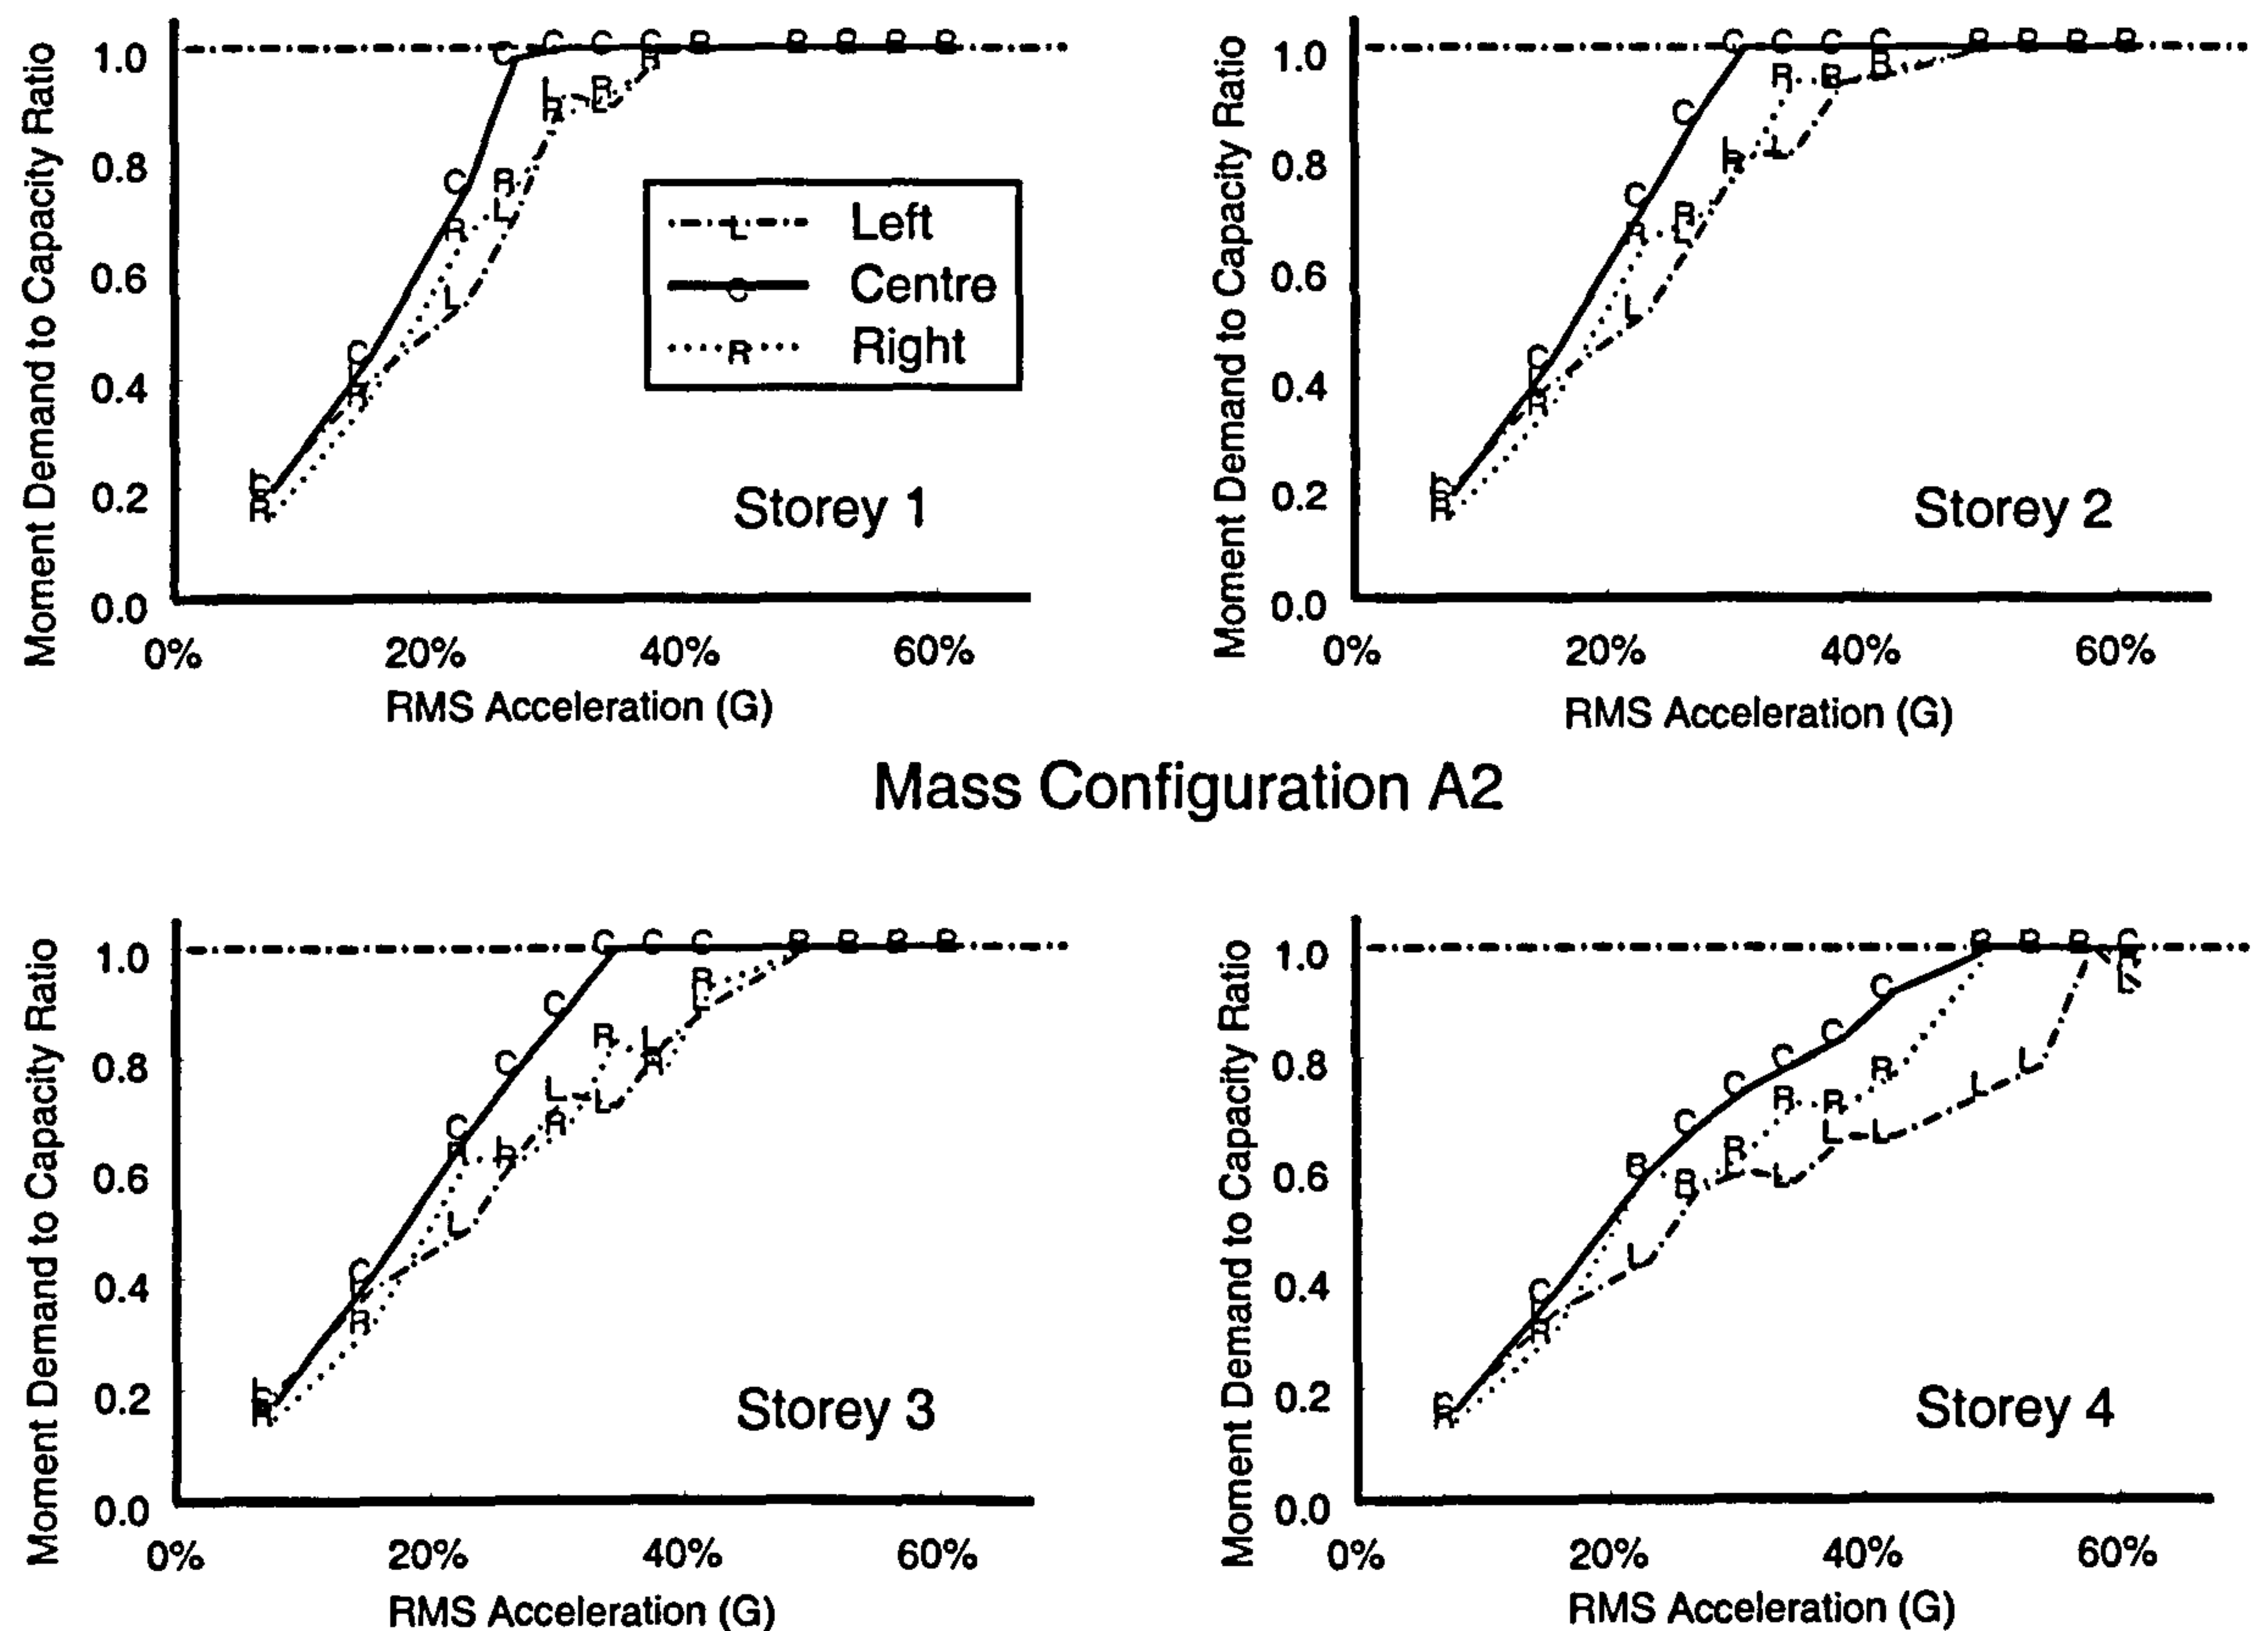 Moment Demand to Capacity Ratio
1.0
0.8
0.6
0.4
0.2
0.0
0%
20%
40%
60%
RMS Acceleration (G)
L Left
C Centre
R Right
Storey 1
Moment Demand to Capacity Ratio
1.0
0.8
0.6
0.4
0.2
0.0
0%
20%
40%
60%
RMS Acceleration (G)
Storey 2
Mass Configuration A2
Moment Demand to Capacity Ratio
1.0
0.8
0.6
0.4
0.2
0.0
0%
20%
40%
60%
RMS Acceleration (G)
Storey 3
Moment Demand to Capacity Ratio
1.0
0.8
0.6
0.4
0.2
0.0
0%
20%
40%
60%
RMS Acceleration (G)
Storey 4